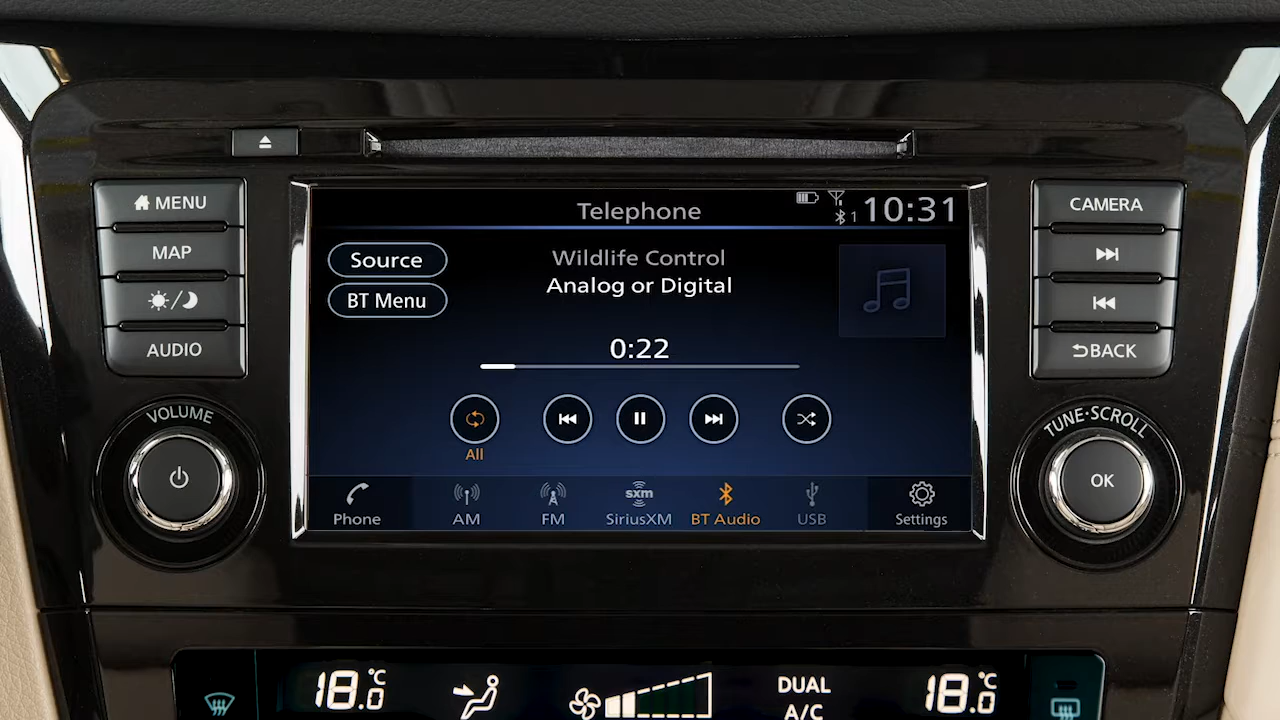 MENU
MAP
/
AUDIO
VOLUME
Telephone
1 10:31
Source
BT Menu
Wildlife Control
Analog or Digital
0:22
All
Phone
AM
FM
sxm
SiriusXM
BT Audio
USB
Settings
CAMERA
BACK
TUNE·SCROLL
OK
18.0 °C
DUAL
A/C
18.0 °C